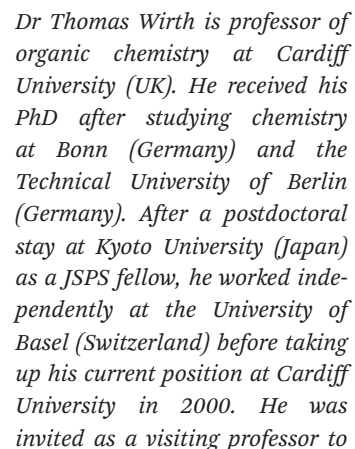 Dr Thomas Wirth is professor of
organic chemistry at Cardiff
University (UK). He received his
PhD after studying chemistry
at Bonn (Germany) and the
Technical University of Berlin
(Germany). After a postdoctoral
stay at Kyoto University (Japan)
as a JSPS fellow, he worked inde-
pendently at the University of
Basel (Switzerland) before taking
up his current position at Cardiff
University in 2000. He was
invited as a visiting professor to